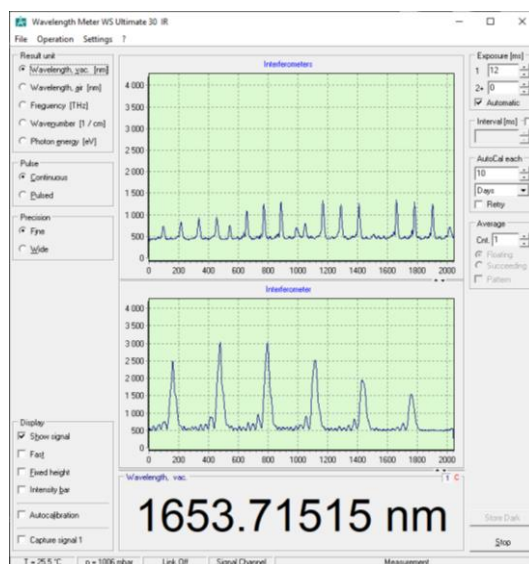 Wavelength Meter WS Ultimate 30 IR
File Operation Settings ?
Result unit
Wavelength, vac. [nm]
Wavelength, air [nm]
Frequency [THz]
Wavenumber [1 / cm]
Photon energy [eV]
Pulse
Continuous
Pulsed
Precision
Fine
Wide
Display
Show signal
Fast
Fixed height
Intensity bar
Autocalibration
Capture signal 1
Interferometers
4 000
3 500
3 000
2 500
2 000
1 500
1 000
500
0
0 200 400 600 800 1000 1200 1400 1600 1800 2000
Interferometer
4 000
3 500
3 000
2 500
2 000
1 500
1 000
500
0
0 200 400 600 800 1000 1200 1400 1600 1800 2000
Wavelength, vac. 1 C
1653.71515 nm
Exposure [ms]
1 12
2+ 0
Automatic
Interval [ms]
AutoCal each
10
Days
Retry
Average
Cnt. 1
Floating
Succeeding
Pattern
Store Dark
Stop
T = 25.5 °C p = 1006 mbar Link Off Signal Channel Measurement